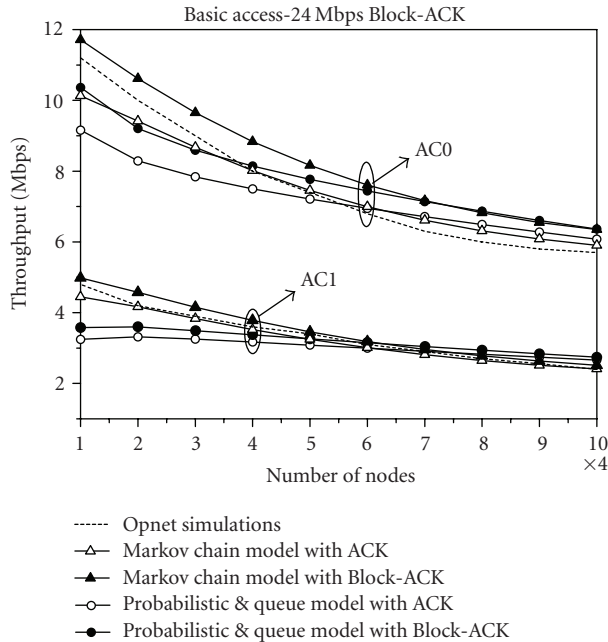 Basic access-24 Mbps Block-ACK
12
10
8
6
4
2
Throughput (Mbps)
AC0
AC1
1 2 3 4 5 6 7 8 9 10
×4
Number of nodes
Opnet simulations
Markov chain model with ACK
Markov chain model with Block-ACK
Probabilistic & queue model with ACK
Probabilistic & queue model with Block-ACK